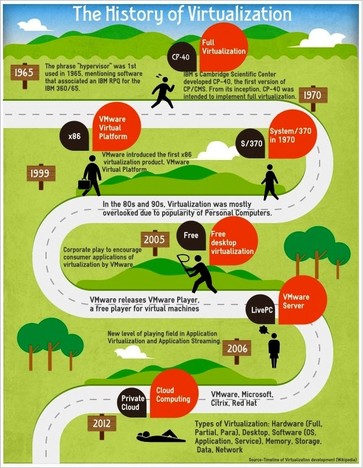 The History of Virtualization
The phrase "hypervisor" was 1st
used in 1965, mentioning software
that associated an IBM RPQ for the
IBM 360/65.
1965
CP-40
Full
Virtualization
IBM's Cambridge Scientific Center
developed CP-40, the first version of
CP/CMS. From its inception, CP-40 was
intended to implement full virtualization.
1970
x86
VMware
Virtual
Platform
S/370
System/370
in 1970
VMware introduced the first x86
virtualization product, VMware
Virtual Platform.
1999
In the 80s and 90s, Virtualization was mostly
overlooked due to popularity of Personal Computers.
2005
Free
Free
desktop
virtualization
Corporate play to encourage
consumer applications of
virtualization by VMware.
VMware releases VMware Player,
a free player for virtual machines
LivePC
VMware
Server
New level of playing field in Application
Virtualization and Application Streaming.
2006
Private
Cloud
Cloud
Computing
VMware, Microsoft,
Citrix, Red Hat
2012
Types of Virtualization: Hardware (Full,
Partial, Para), Desktop, Software (OS,
Application, Service), Memory, Storage,
Data, Network
Source-Timeline of Virtualization development (Wikipedia)